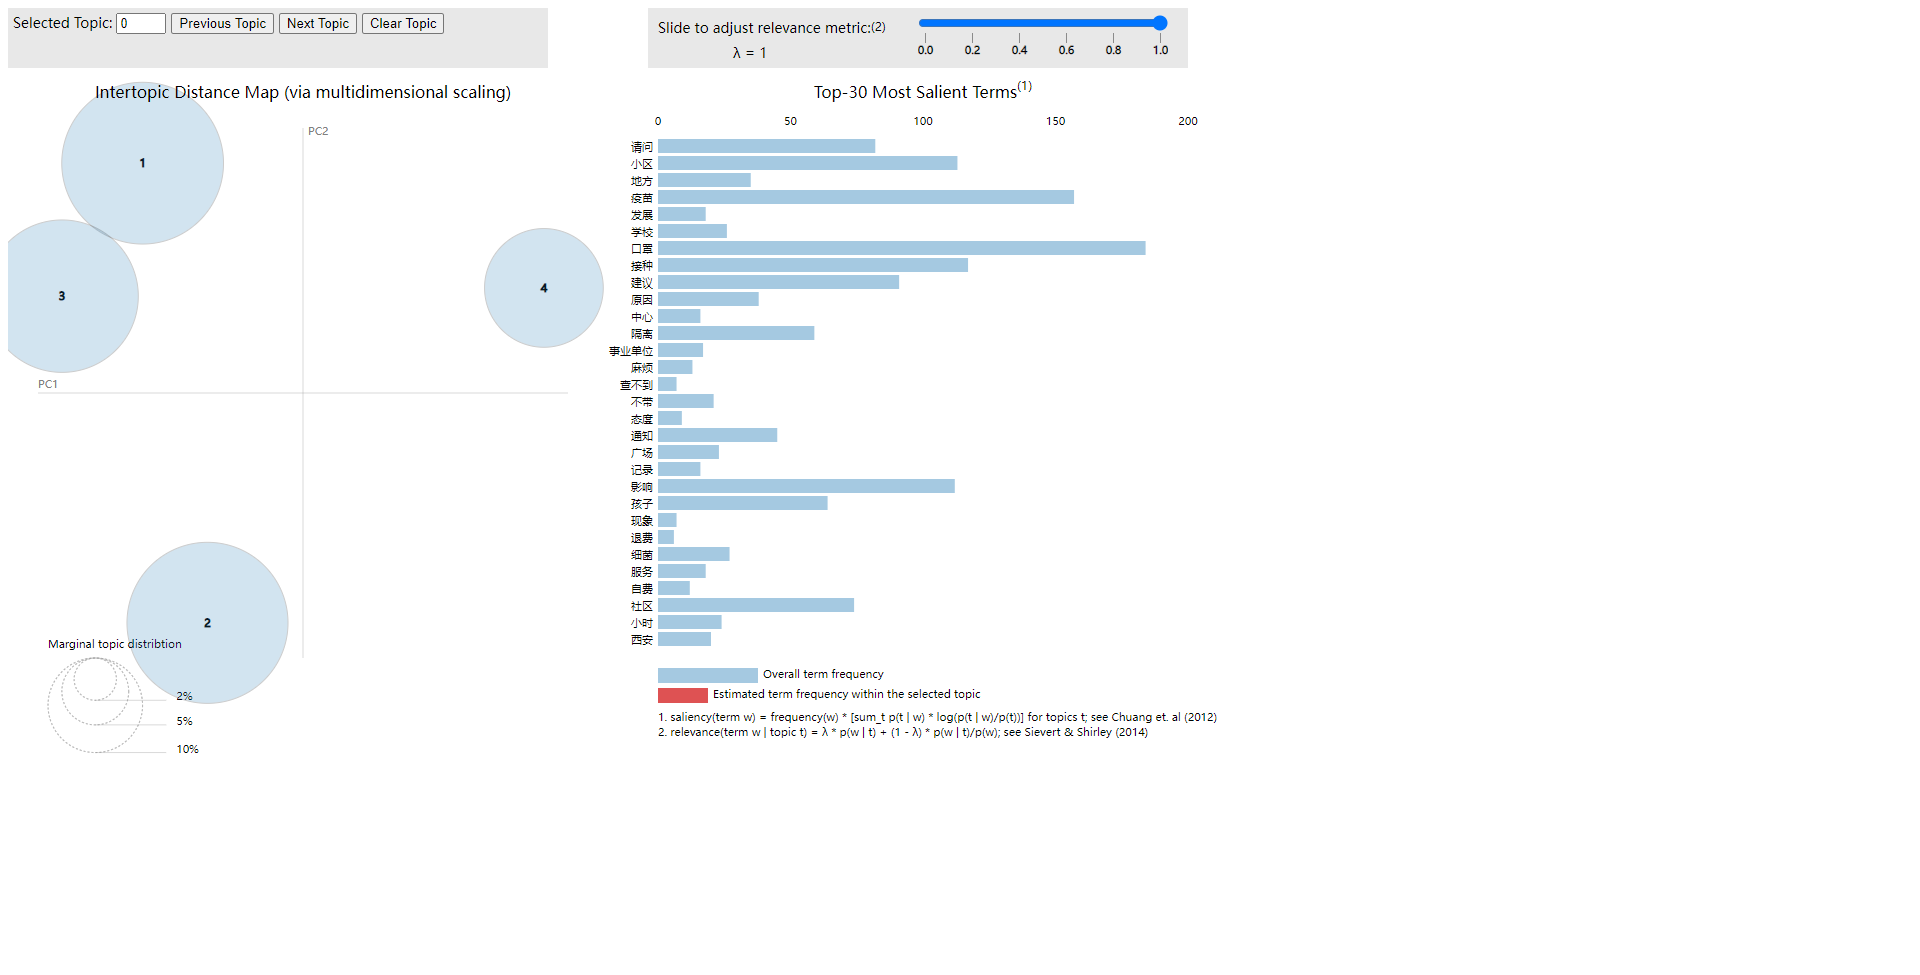 Selected Topic: 0 Previous Topic Next Topic Clear Topic
Slide to adjust relevance metric:(2)
λ = 1
0.0 0.2 0.4 0.6 0.8 1.0
Intertopic Distance Map (via multidimensional scaling)
PC2
PC1
1
3
4
2
Marginal topic distribtion
2%
5%
10%
Top-30 Most Salient Terms(1)
0 50 100 150 200
请问
小区
地方
疫苗
发展
学校
口罩
接种
建议
原因
中心
隔离
事业单位
麻烦
查不到
不带
态度
通知
广场
记录
影响
孩子
现象
退费
细菌
服务
自费
社区
小时
西安
Overall term frequency
Estimated term frequency within the selected topic
1. saliency(term w) = frequency(w) * [sum_t p(t | w) * log(p(t | w)/p(t))] for topics t; see Chuang et. al (2012)
2. relevance(term w | topic t) = λ * p(w | t) + (1 - λ) * p(w | t)/p(w); see Sievert & Shirley (2014)